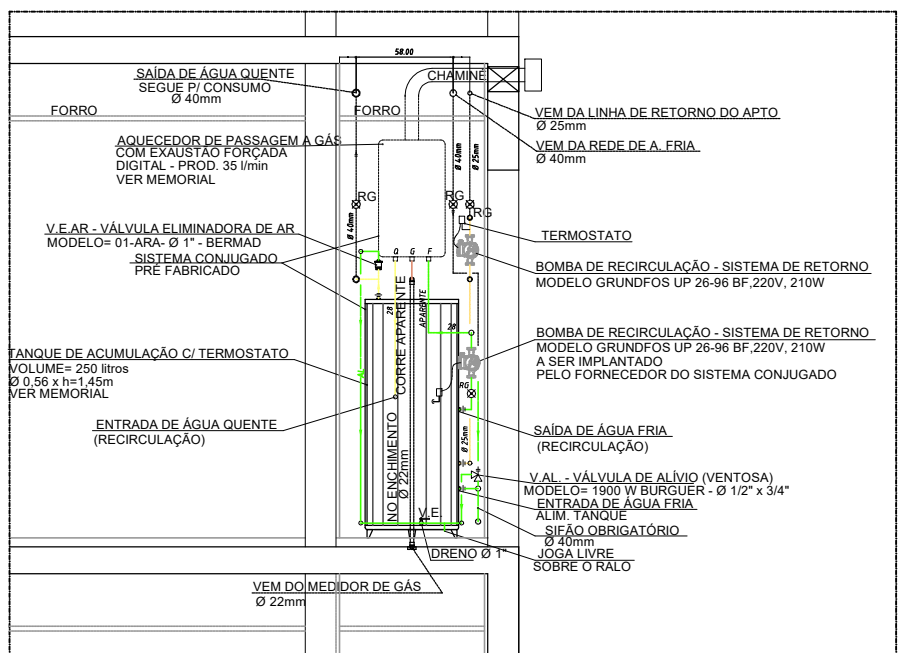 58.00
SAÍDA DE ÁGUA QUENTE
SEGUE P/ CONSUMO
Ø 40mm
CHAMINÉ
FORRO
FORRO
VEM DA LINHA DE RETORNO DO APTO
Ø 25mm
VEM DA REDE DE A. FRIA
Ø 40mm
AQUECEDOR DE PASSAGEM A GÁS
COM EXAUSTÃO FORÇADA
DIGITAL - PROD. 35 l/min
VER MEMORIAL
Ø 40mm
Ø 25mm
RG
RG
RG
Ø 40mm
V.E.AR - VÁLVULA ELIMINADORA DE AR
MODELO= 01-ARA- Ø 1" - BERMAD
SISTEMA CONJUGADO
PRÉ FABRICADO
TERMOSTATO
Q G F
BOMBA DE RECIRCULAÇÃO - SISTEMA DE RETORNO
MODELO GRUNDFOS UP 26-96 BF,220V, 210W
28
CORRE APARENTE
APARENTE
28
BOMBA DE RECIRCULAÇÃO - SISTEMA DE RETORNO
MODELO GRUNDFOS UP 26-96 BF,220V, 210W
A SER IMPLANTADO
PELO FORNECEDOR DO SISTEMA CONJUGADO
TANQUE DE ACUMULAÇÃO C/ TERMOSTATO
VOLUME= 250 litros
Ø 0,56 x h=1,45m
VER MEMORIAL
AL.
RG
ENTRADA DE ÁGUA QUENTE
(RECIRCULAÇÃO)
NO ENCHIMENTO
Ø 22mm
Ø 25mm
SAÍDA DE ÁGUA FRIA
(RECIRCULAÇÃO)
V.AL. - VÁLVULA DE ALÍVIO (VENTOSA)
MODELO= 1900 W BURGUER - Ø 1/2" x 3/4"
ENTRADA DE ÁGUA FRIA
ALIM. TANQUE
V.E.
SIFÃO OBRIGATÓRIO
Ø 40mm
DRENO Ø 1"
JOGA LIVRE
SOBRE O RALO
VEM DO MEDIDOR DE GÁS
Ø 22mm